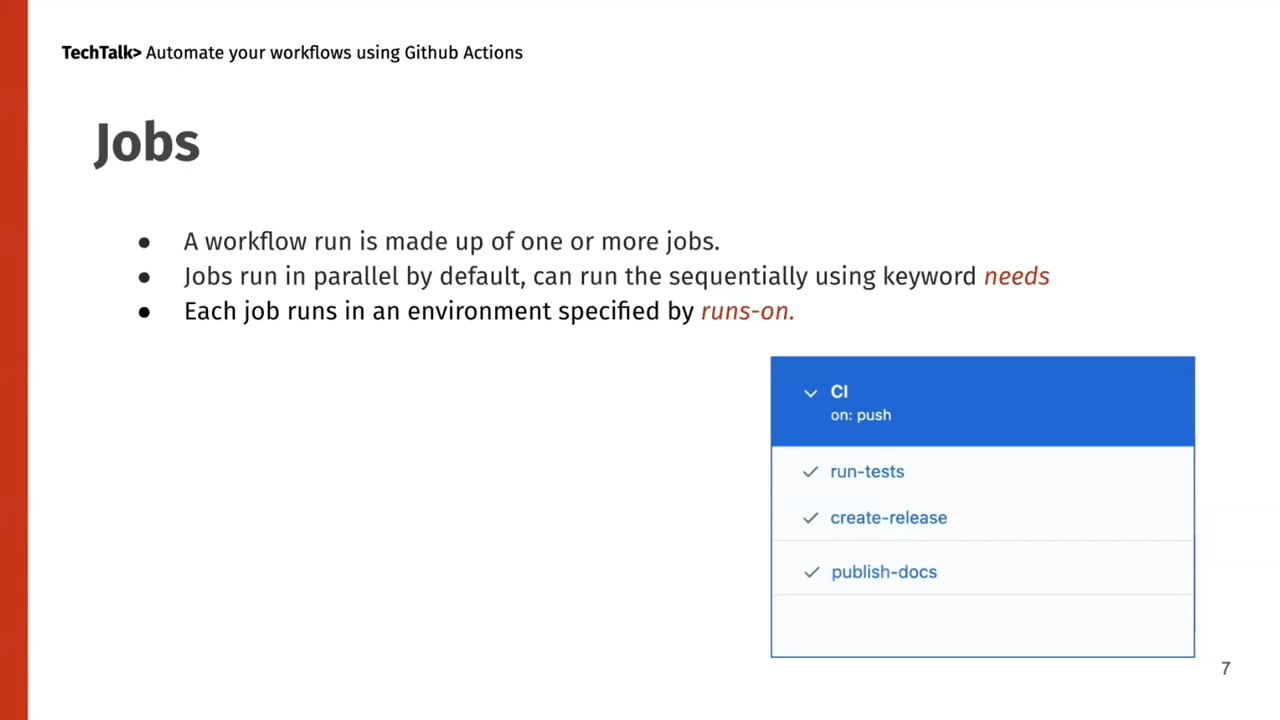 TechTalk> Automate your workflows using Github Actions
Jobs
● A workflow run is made up of one or more jobs.
● Jobs run in parallel by default, can run the sequentially using keyword needs
● Each job runs in an environment specified by runs-on.
CI
on: push
run-tests
create-release
publish-docs
7